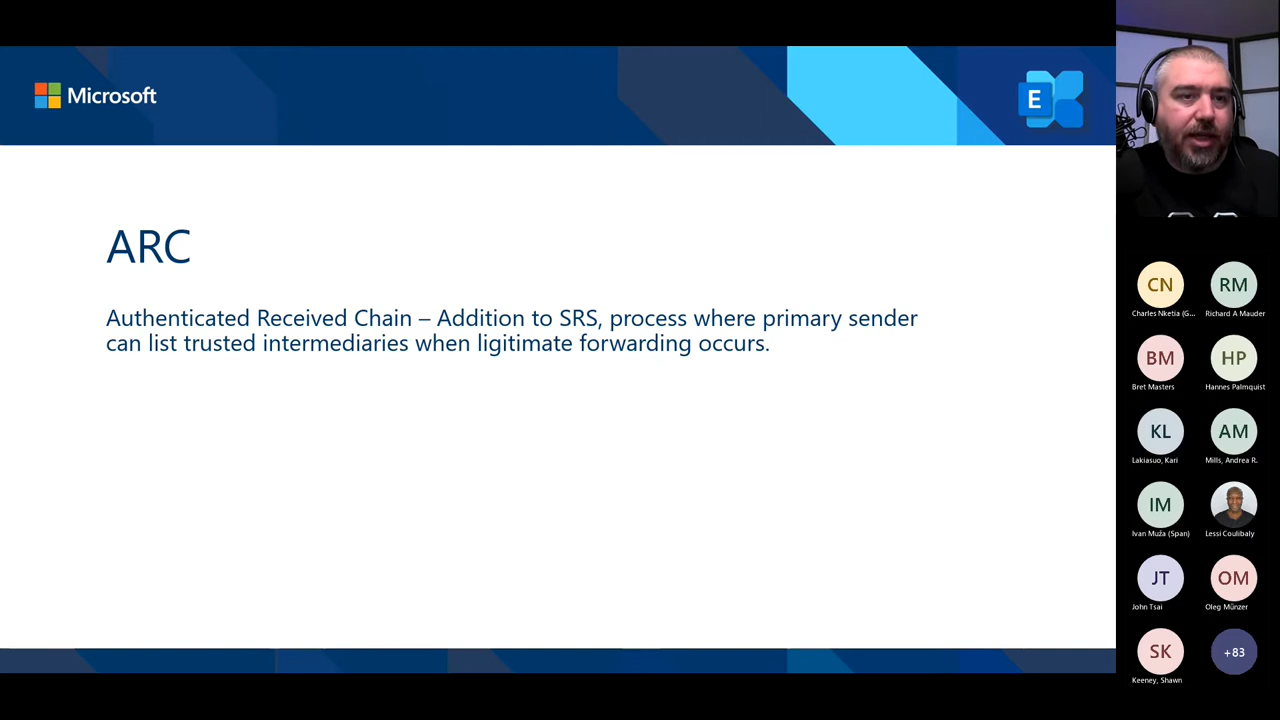 Microsoft
E
ARC
Authenticated Received Chain – Addition to SRS, process where primary sender
can list trusted intermediaries when ligitimate forwarding occurs.
CN
RM
Charles Nketia (G...
Richard A Mauder
BM
HP
Bret Masters
Hannes Palmquist
KL
AM
Lakiasuo, Kari
Mills, Andrea R.
IM
Ivan Muža (Span)
Lessi Coulibaly
JT
OM
John Tsai
Oleg Münzer
SK
+83
Keeney, Shawn